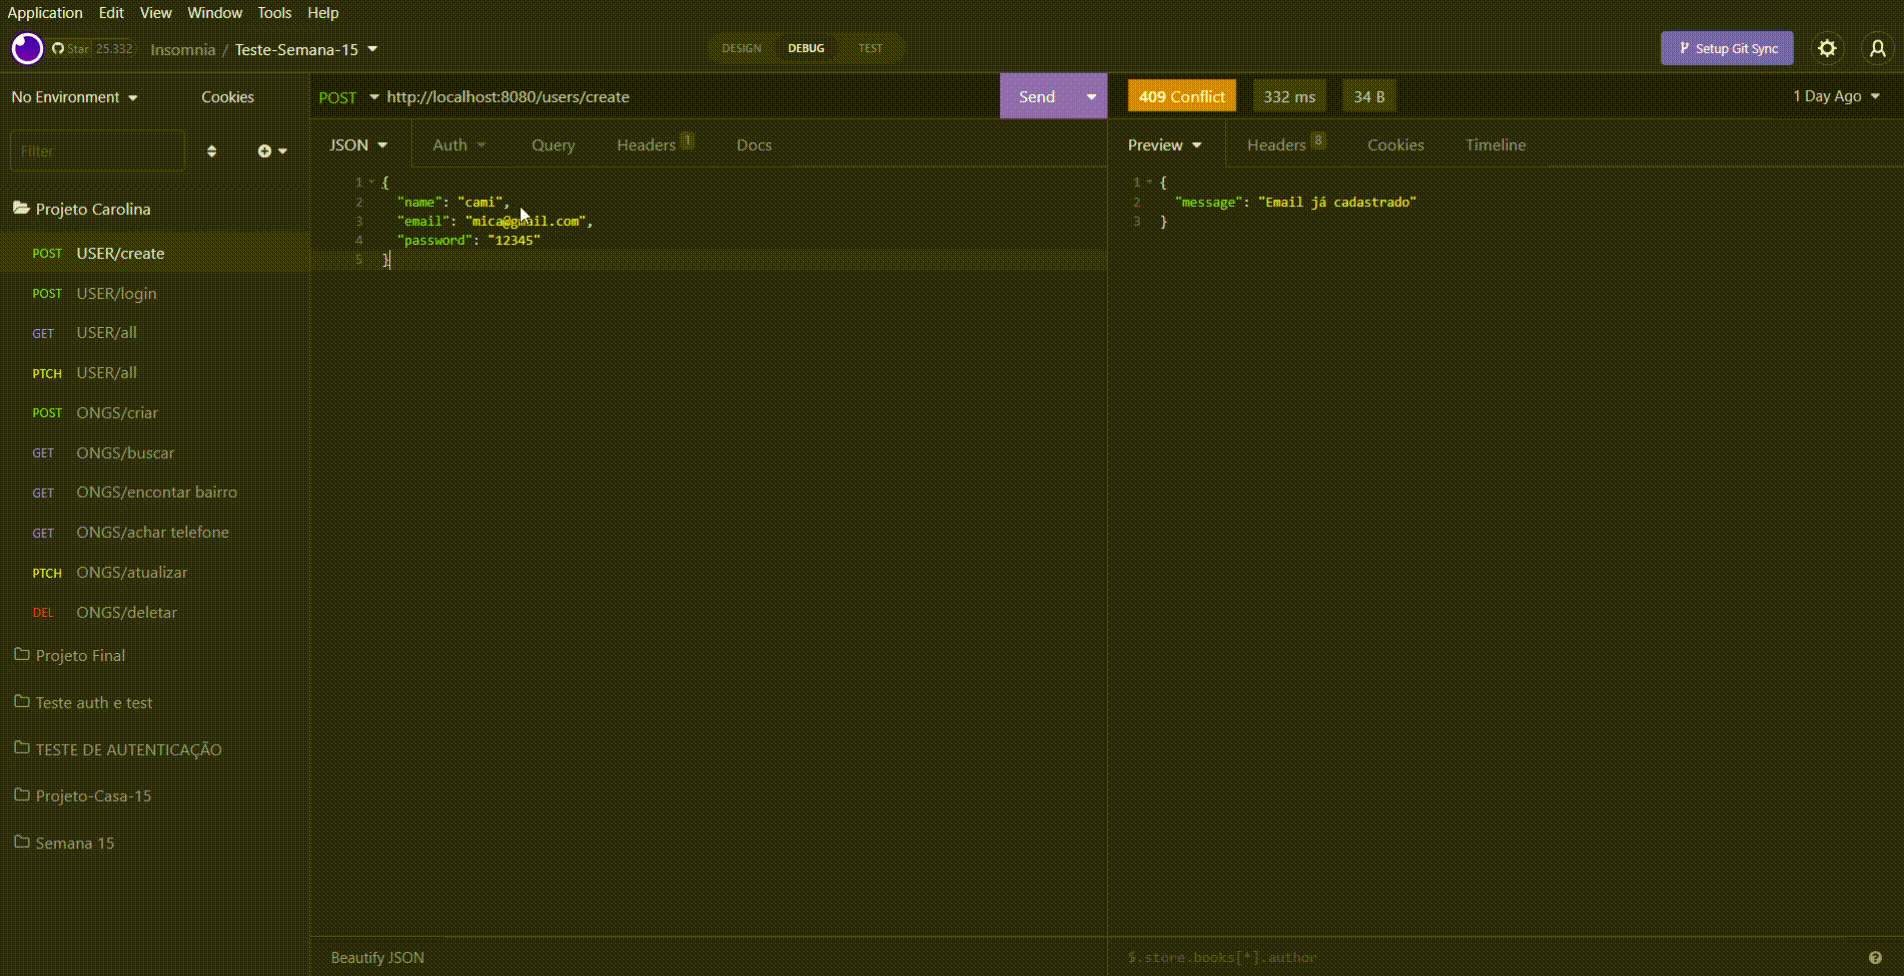 Application Edit View Window Tools Help
Star 25.332 Insomnia / Teste-Semana-15 DESIGN DEBUG TEST Setup Git Sync
No Environment Cookies
Filter
Projeto Carolina
POST USER/create
POST USER/login
GET USER/all
PTCH USER/all
POST ONGS/criar
GET ONGS/buscar
GET ONGS/encontar bairro
GET ONGS/achar telefone
PTCH ONGS/atualizar
DEL ONGS/deletar
Projeto Final
Teste auth e test
TESTE DE AUTENTICAÇÃO
Projeto-Casa-15
Semana 15
POST http://localhost:8080/users/create Send
JSON Auth Query Headers 1 Docs
1 {
2 "name": "cami",
3 "email": "mica@gmail.com",
4 "password": "12345"
5 }
Beautify JSON
409 Conflict 332 ms 34 B 1 Day Ago
Preview Headers 8 Cookies Timeline
1 {
2 "message": "Email já cadastrado"
3 }
$.store.books[*].author